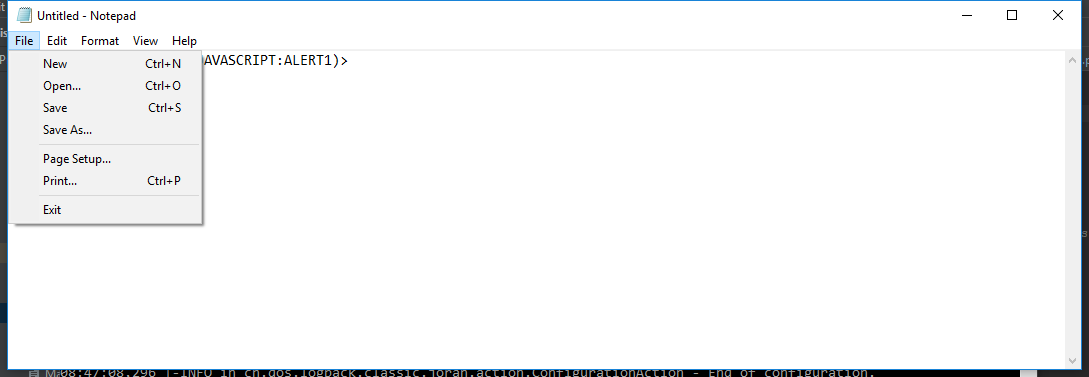 Untitled - Notepad
File Edit Format View Help
AVASCRIPT:ALERT1)>
New Ctrl+N
Open... Ctrl+O
Save Ctrl+S
Save As...
Page Setup...
Print... Ctrl+P
Exit
08:47:08.296 |-INFO in ch.qos.logback.classic.joran.action.ConfigurationAction - End of configuration.